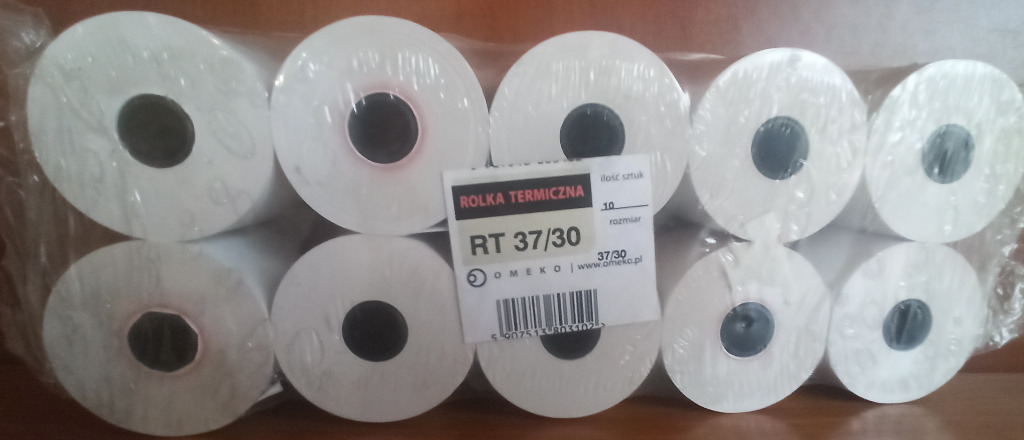 ROLKA TERMICZNA
RT 37/30
OMEKO | www.omeko.pl
ilość sztuk
10
rozmiar
37/30